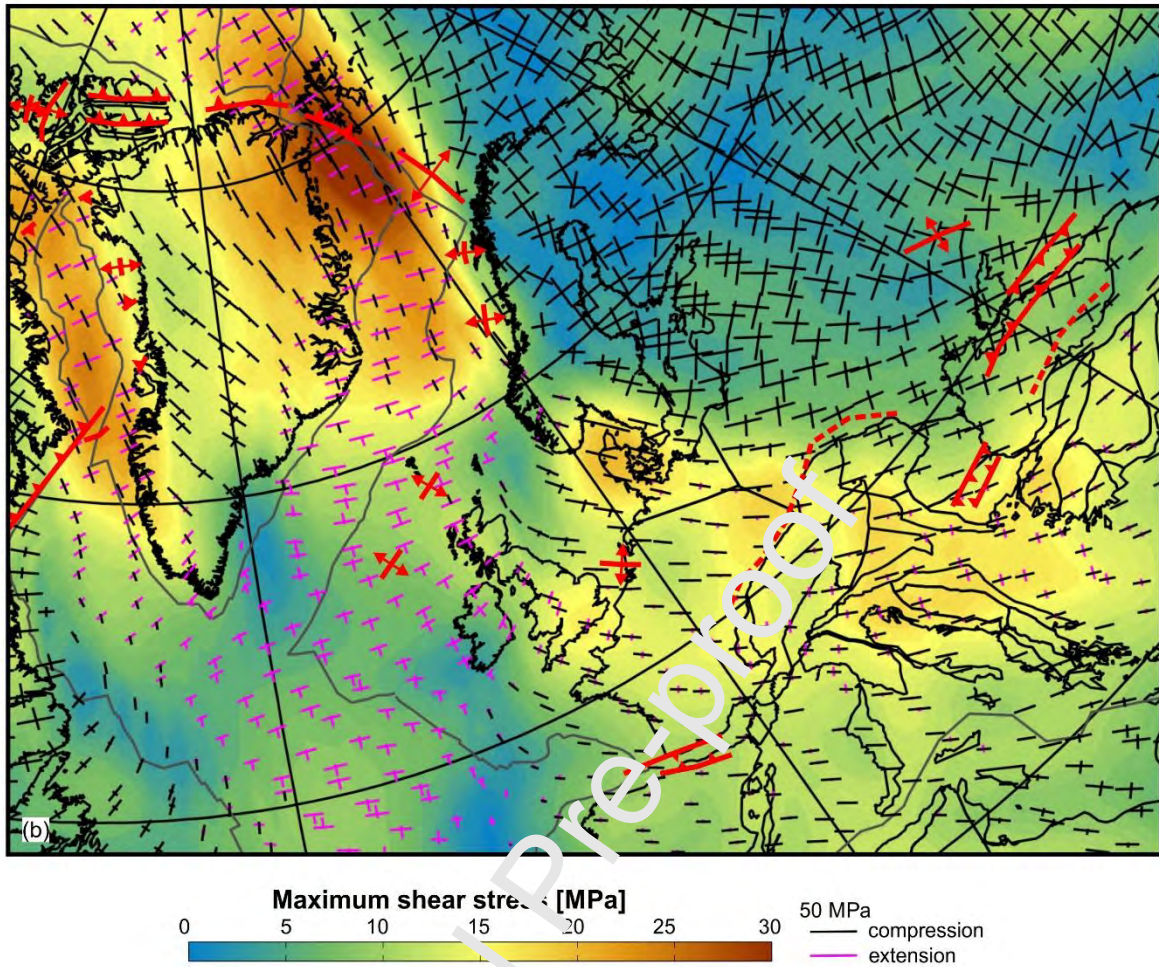 (b)
Pre-proof
Maximum shear stress [MPa]
0 5 10 15 20 25 30
50 MPa
compression
extension